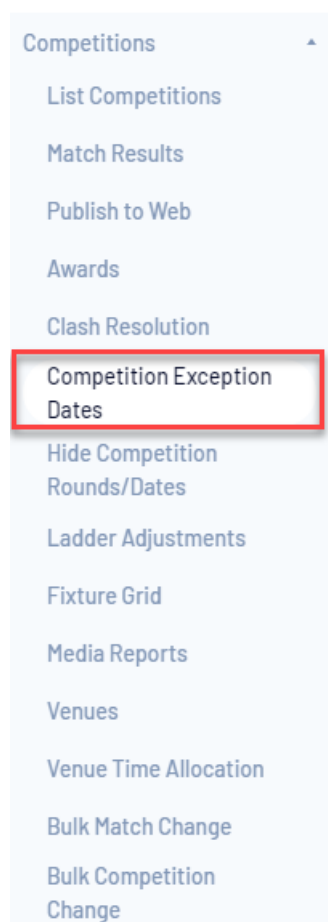 Competitions
List Competitions
Match Results
Publish to Web
Awards
Clash Resolution
Competition Exception
Dates
Hide Competition
Rounds/Dates
Ladder Adjustments
Fixture Grid
Media Reports
Venues
Venue Time Allocation
Bulk Match Change
Bulk Competition
Change